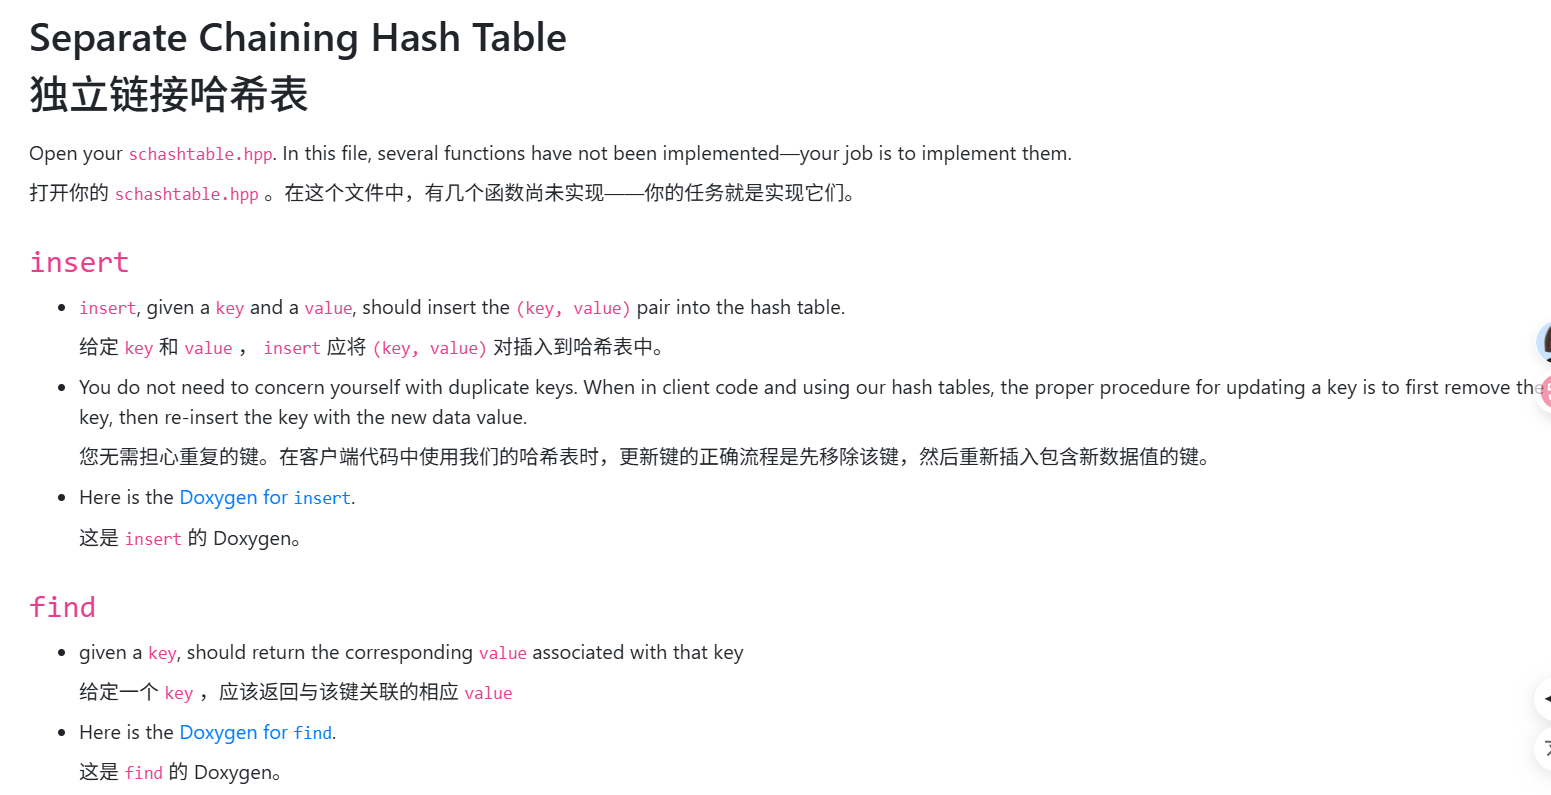 Separate Chaining Hash Table
独立链接哈希表
Open your schashtable.hpp. In this file, several functions have not been implemented—your job is to implement them.
打开你的 schashtable.hpp 。在这个文件中，有几个函数尚未实现——你的任务就是实现它们。
insert
• insert, given a key and a value, should insert the (key, value) pair into the hash table.
给定 key 和 value ， insert 应将 (key, value) 对插入到哈希表中。
• You do not need to concern yourself with duplicate keys. When in client code and using our hash tables, the proper procedure for updating a key is to first remove the
key, then re-insert the key with the new data value.
您无需担心重复的键。在客户端代码中使用我们的哈希表时，更新键的正确流程是先移除该键，然后重新插入包含新数据值的键。
• Here is the Doxygen for insert.
这是 insert 的 Doxygen。
find
• given a key, should return the corresponding value associated with that key
给定一个 key ，应该返回与该键关联的相应 value
• Here is the Doxygen for find.
这是 find 的 Doxygen。